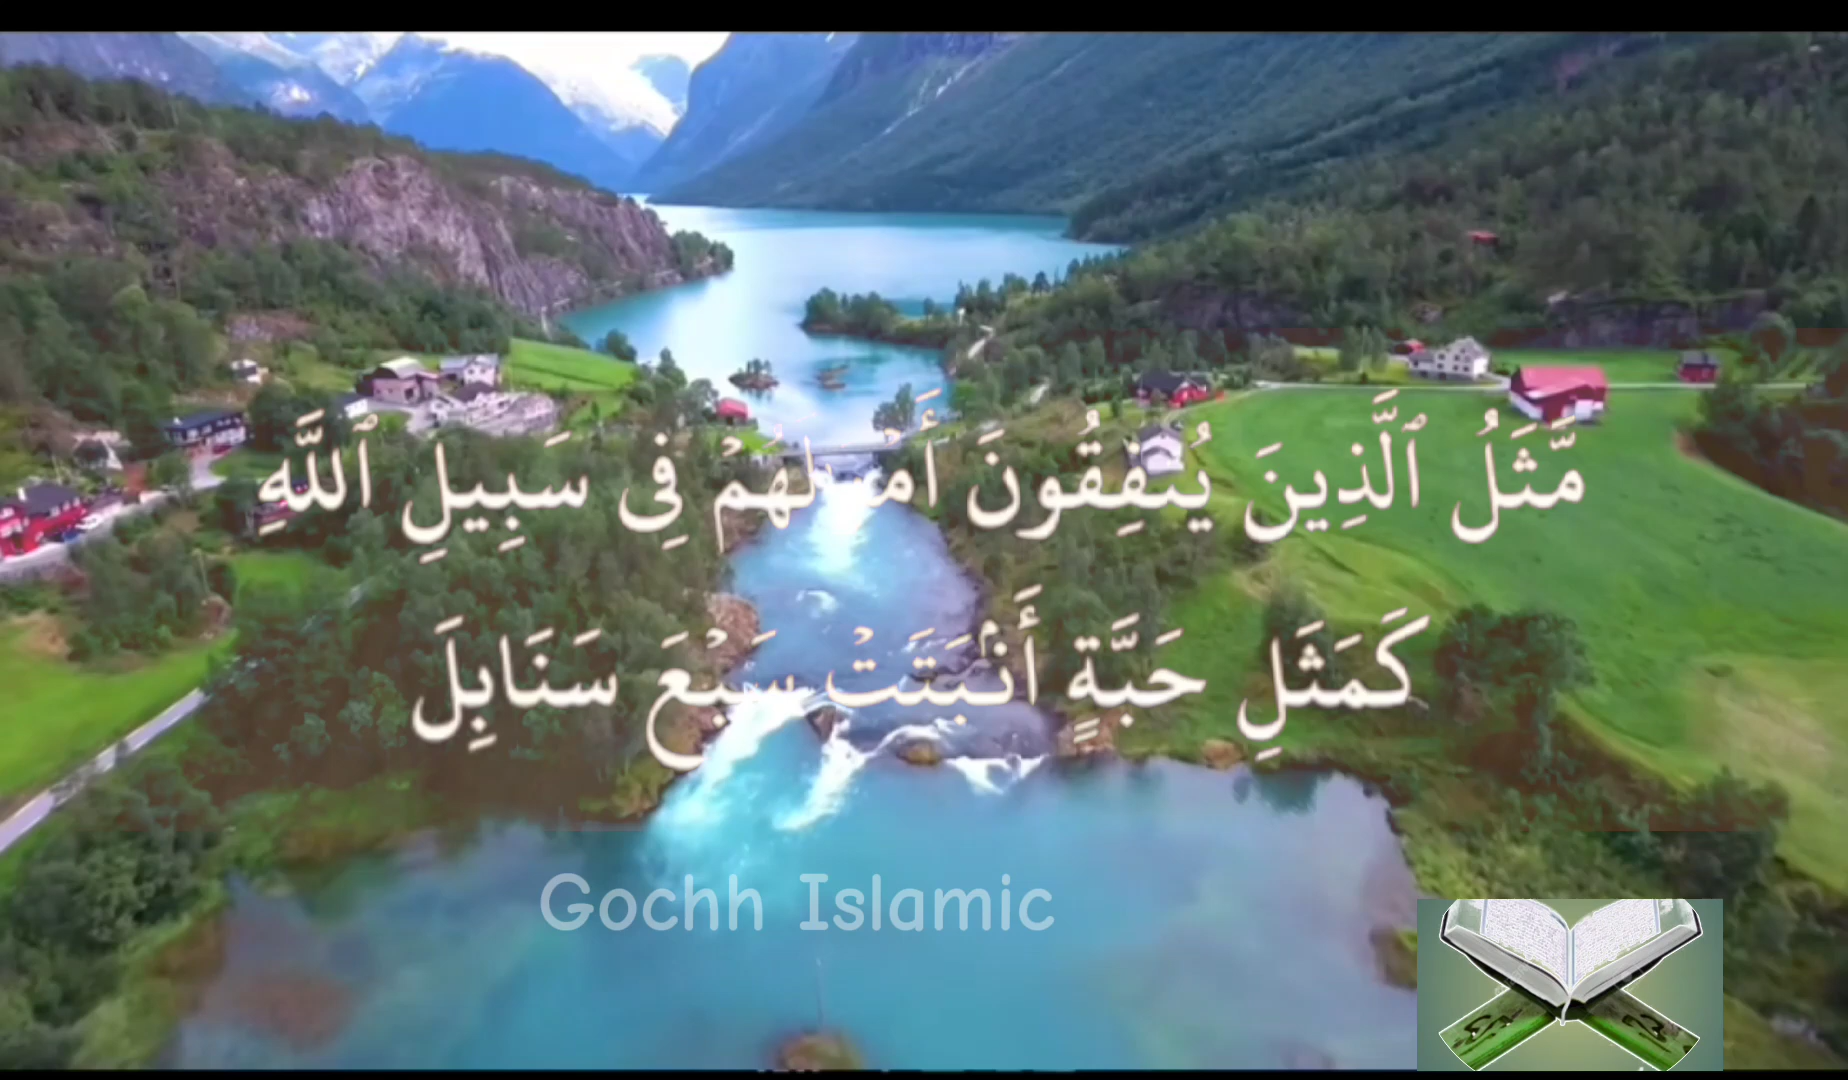 مَّثَلُ ٱلَّذِينَ يُنفِقُونَ أَمْوَٰلَهُمْ فِى سَبِيلِ ٱللَّهِ
كَمَثَلِ حَبَّةٍ أَنۢبَتَتْ سَبْعَ سَنَابِلَ
Gochh Islamic